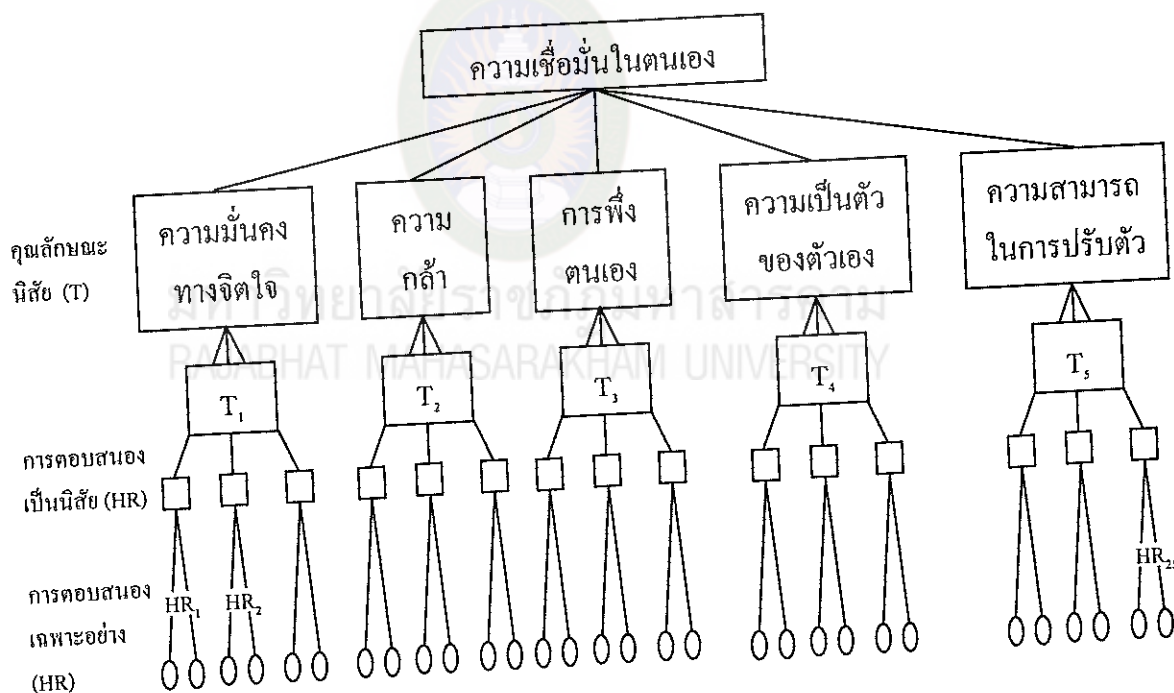 ความเชื่อมั่นในตนเอง
คุณลักษณะ
นิสัย (T)
ความมั่นคง
ทางจิตใจ
ความ
กล้า
การพึ่ง
ตนเอง
ความเป็นตัว
ของตัวเอง
ความสามารถ
ในการปรับตัว
มหาวิทยาลัยราชภัฏมหาสารคาม
RAJABHAT MAHASARAKHAM UNIVERSITY
T₁
T₂
T₃
T₄
T₅
การตอบสนอง
เป็นนิสัย (HR)
การตอบสนอง
เฉพาะอย่าง
(HR)
HR₁
HR₂
HR₂₅